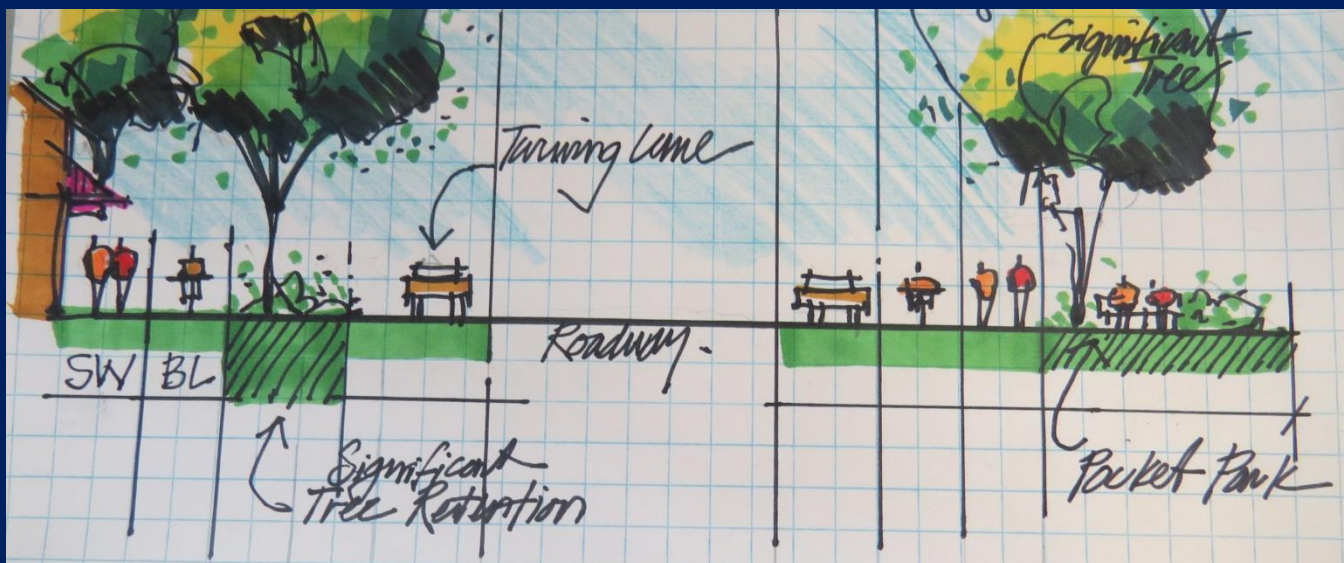 Significant
Tree
Turning Lane
Roadway.
SW
BL
Significant
Tree Retention
Pocket Park